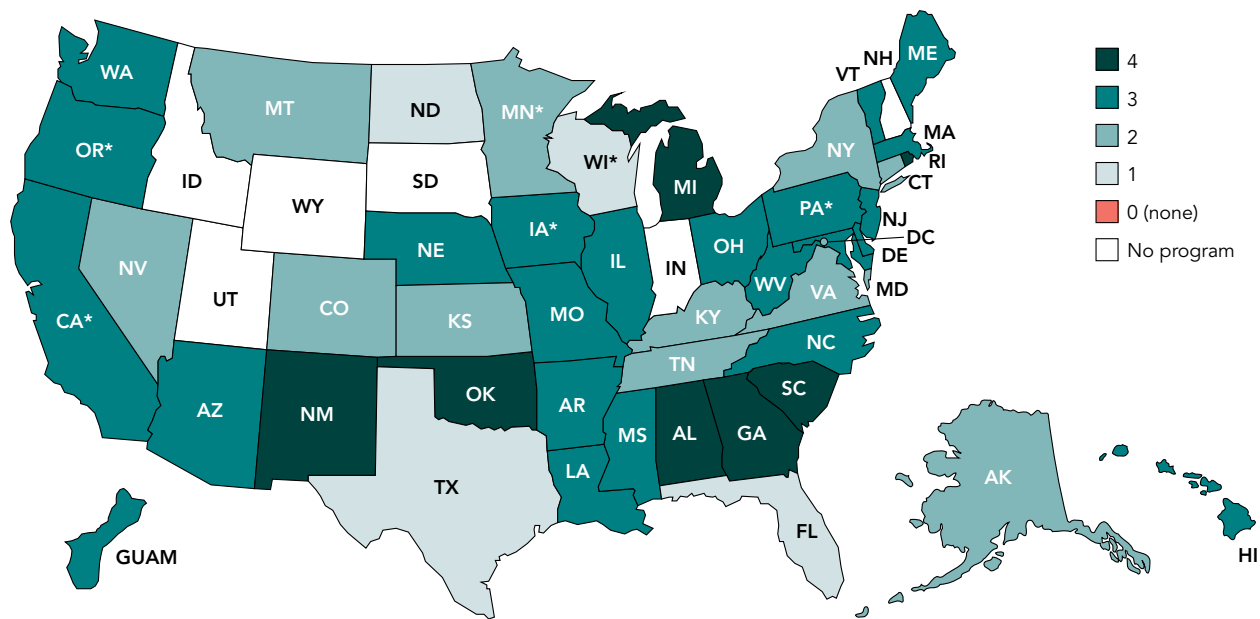 WA
MT
ND
MN*
OR*
ID
WY
SD
WI*
MI
NY
VT
NH
ME
MA
RI
CT
NJ
DC
DE
MD
PA*
NE
IA*
IL
IN
OH
WV
VA
NV
UT
CO
KS
MO
KY
CA*
NC
TN
AZ
NM
OK
AR
SC
MS
AL
GA
LA
TX
FL
AK
HI
GUAM
4
3
2
1
0 (none)
No program